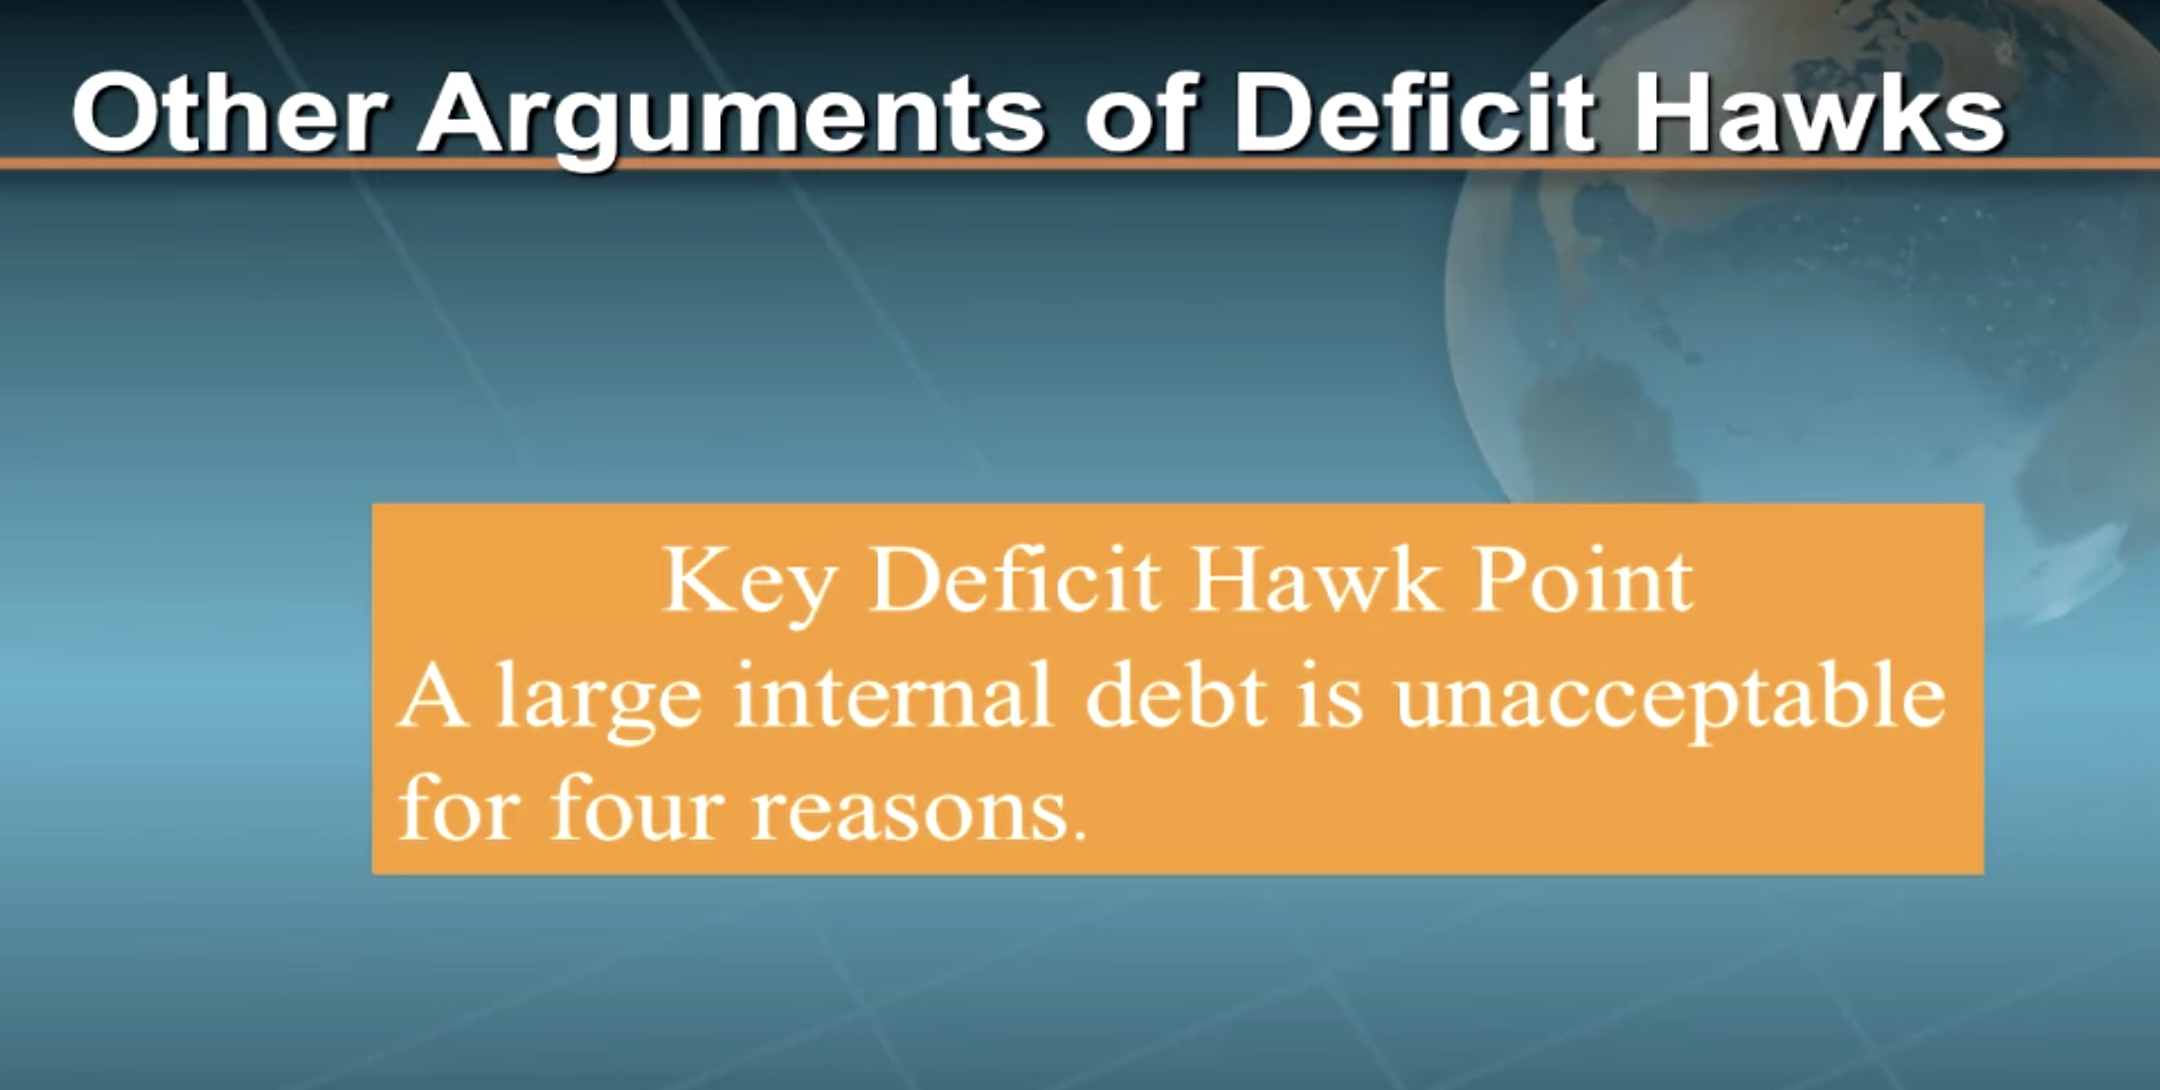 Other Arguments of Deficit Hawks
Key Deficit Hawk Point
A large internal debt is unacceptable
for four reasons.